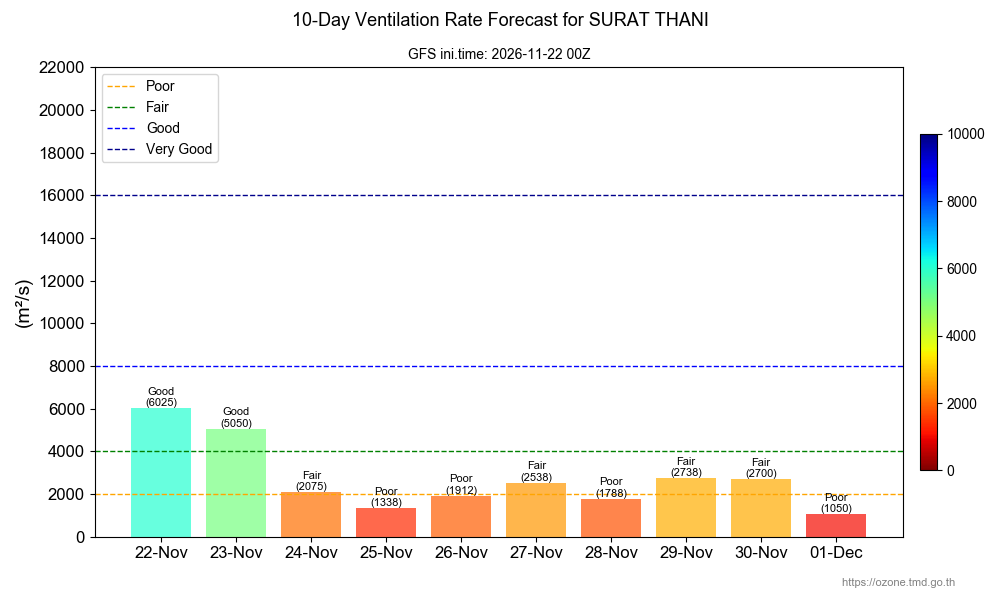 10-Day Ventilation Rate Forecast for SURAT THANI
GFS ini.time: 2026-11-22 00Z
22000
20000
18000
16000
14000
12000
10000
8000
6000
4000
2000
0
(m²/s)
Poor
Fair
Good
Very Good
Good
(6025)
Good
(5050)
Fair
(2075)
Poor
(1338)
Poor
(1912)
Fair
(2538)
Poor
(1788)
Fair
(2738)
Fair
(2700)
Poor
(1050)
22-Nov 23-Nov 24-Nov 25-Nov 26-Nov 27-Nov 28-Nov 29-Nov 30-Nov 01-Dec
10000
8000
6000
4000
2000
0
https://ozone.tmd.go.th